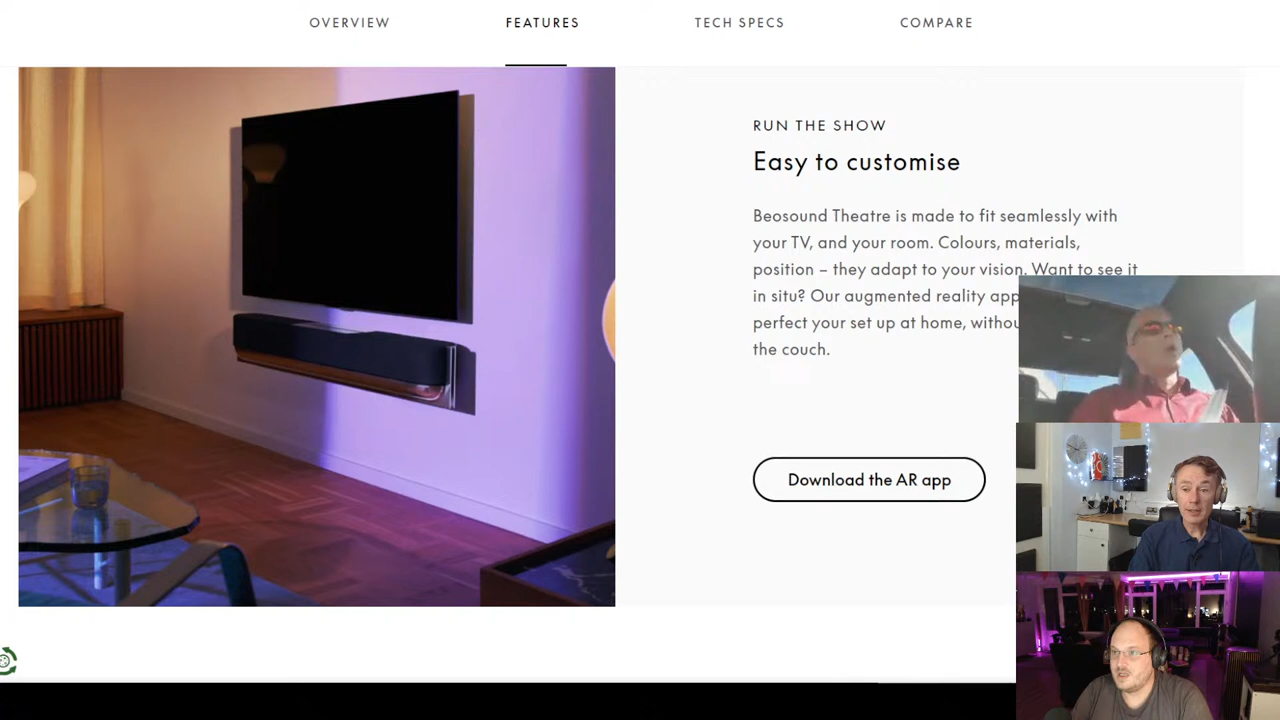 OVERVIEW FEATURES TECH SPECS COMPARE
RUN THE SHOW
Easy to customise
Beosound Theatre is made to fit seamlessly with
your TV, and your room. Colours, materials,
position – they adapt to your vision. Want to see it
in situ? Our augmented reality app
perfect your set up at home, withou
the couch.
Download the AR app